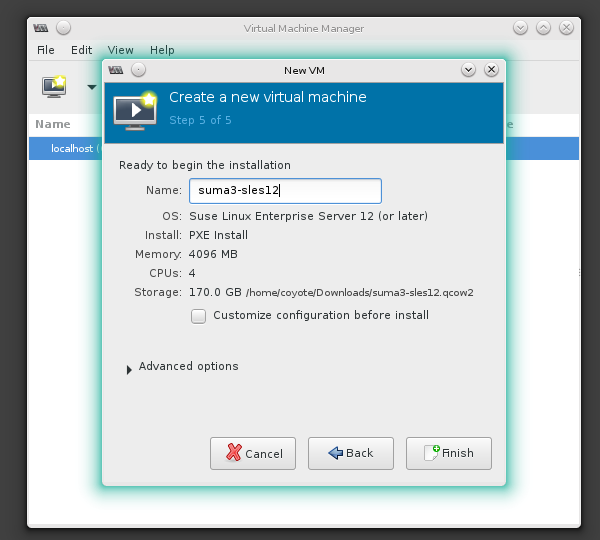 Virtual Machine Manager
File Edit View Help
New VM
Create a new virtual machine
Step 5 of 5
Name
localhost
Ready to begin the installation
Name: suma3-sles12
OS: Suse Linux Enterprise Server 12 (or later)
Install: PXE Install
Memory: 4096 MB
CPUs: 4
Storage: 170.0 GB /home/coyote/Downloads/suma3-sles12.qcow2
Customize configuration before install
Advanced options
Cancel Back Finish